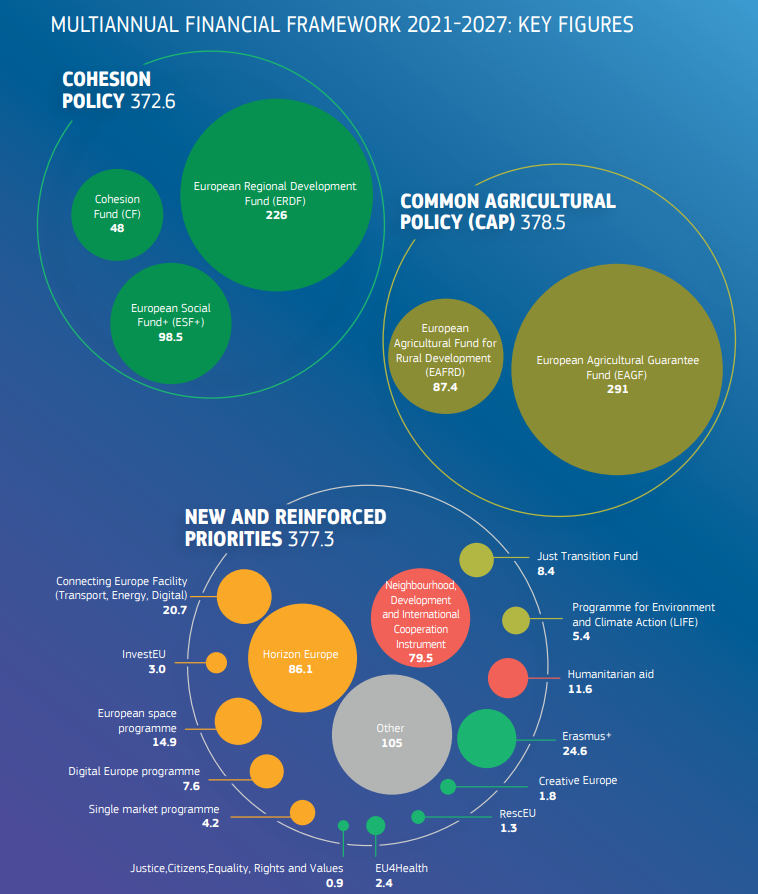 MULTIANNUAL FINANCIAL FRAMEWORK 2021-2027: KEY FIGURES
COHESION
POLICY 372.6
European Regional Development
Fund (ERDF)
226
Cohesion
Fund (CF)
48
European Social
Fund+ (ESF+)
98.5
COMMON AGRICULTURAL
POLICY (CAP) 378.5
European
Agricultural Fund for
Rural Development
(EAFRD)
87.4
European Agricultural Guarantee
Fund (EAGF)
291
NEW AND REINFORCED
PRIORITIES 377.3
Connecting Europe Facility
(Transport, Energy, Digital)
20.7
InvestEU
3.0
European space
programme
14.9
Digital Europe programme
7.6
Single market programme
4.2
Justice,Citizens,Equality, Rights and Values
0.9
EU4Health
2.4
Horizon Europe
86.1
Neighbourhood,
Development
and International
Cooperation
Instrument
79.5
Other
105
Just Transition Fund
8.4
Programme for Environment
and Climate Action (LIFE)
5.4
Humanitarian aid
11.6
Erasmus+
24.6
Creative Europe
1.8
RescEU
1.3